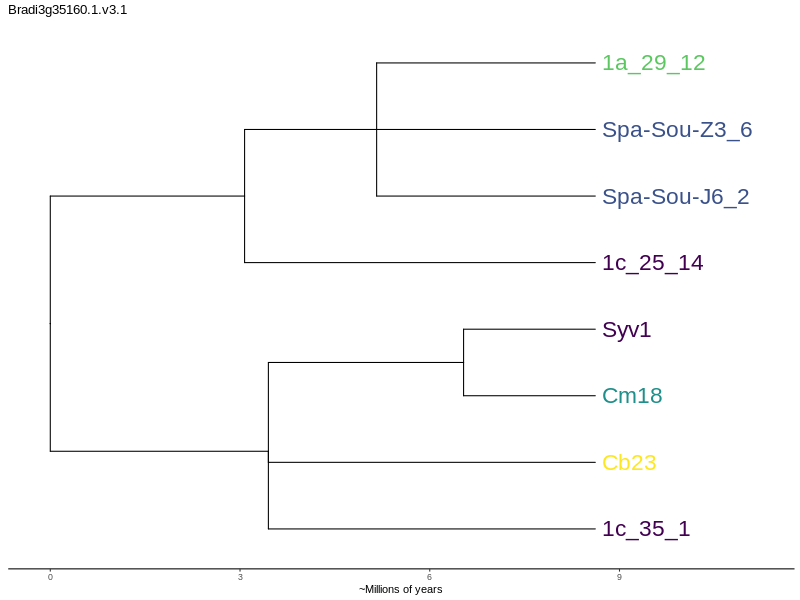 Bradi3g35160.1.v3.1
1a_29_12
Spa-Sou-Z3_6
Spa-Sou-J6_2
1c_25_14
Syv1
Cm18
Cb23
1c_35_1
0 3 6 9
~Millions of years